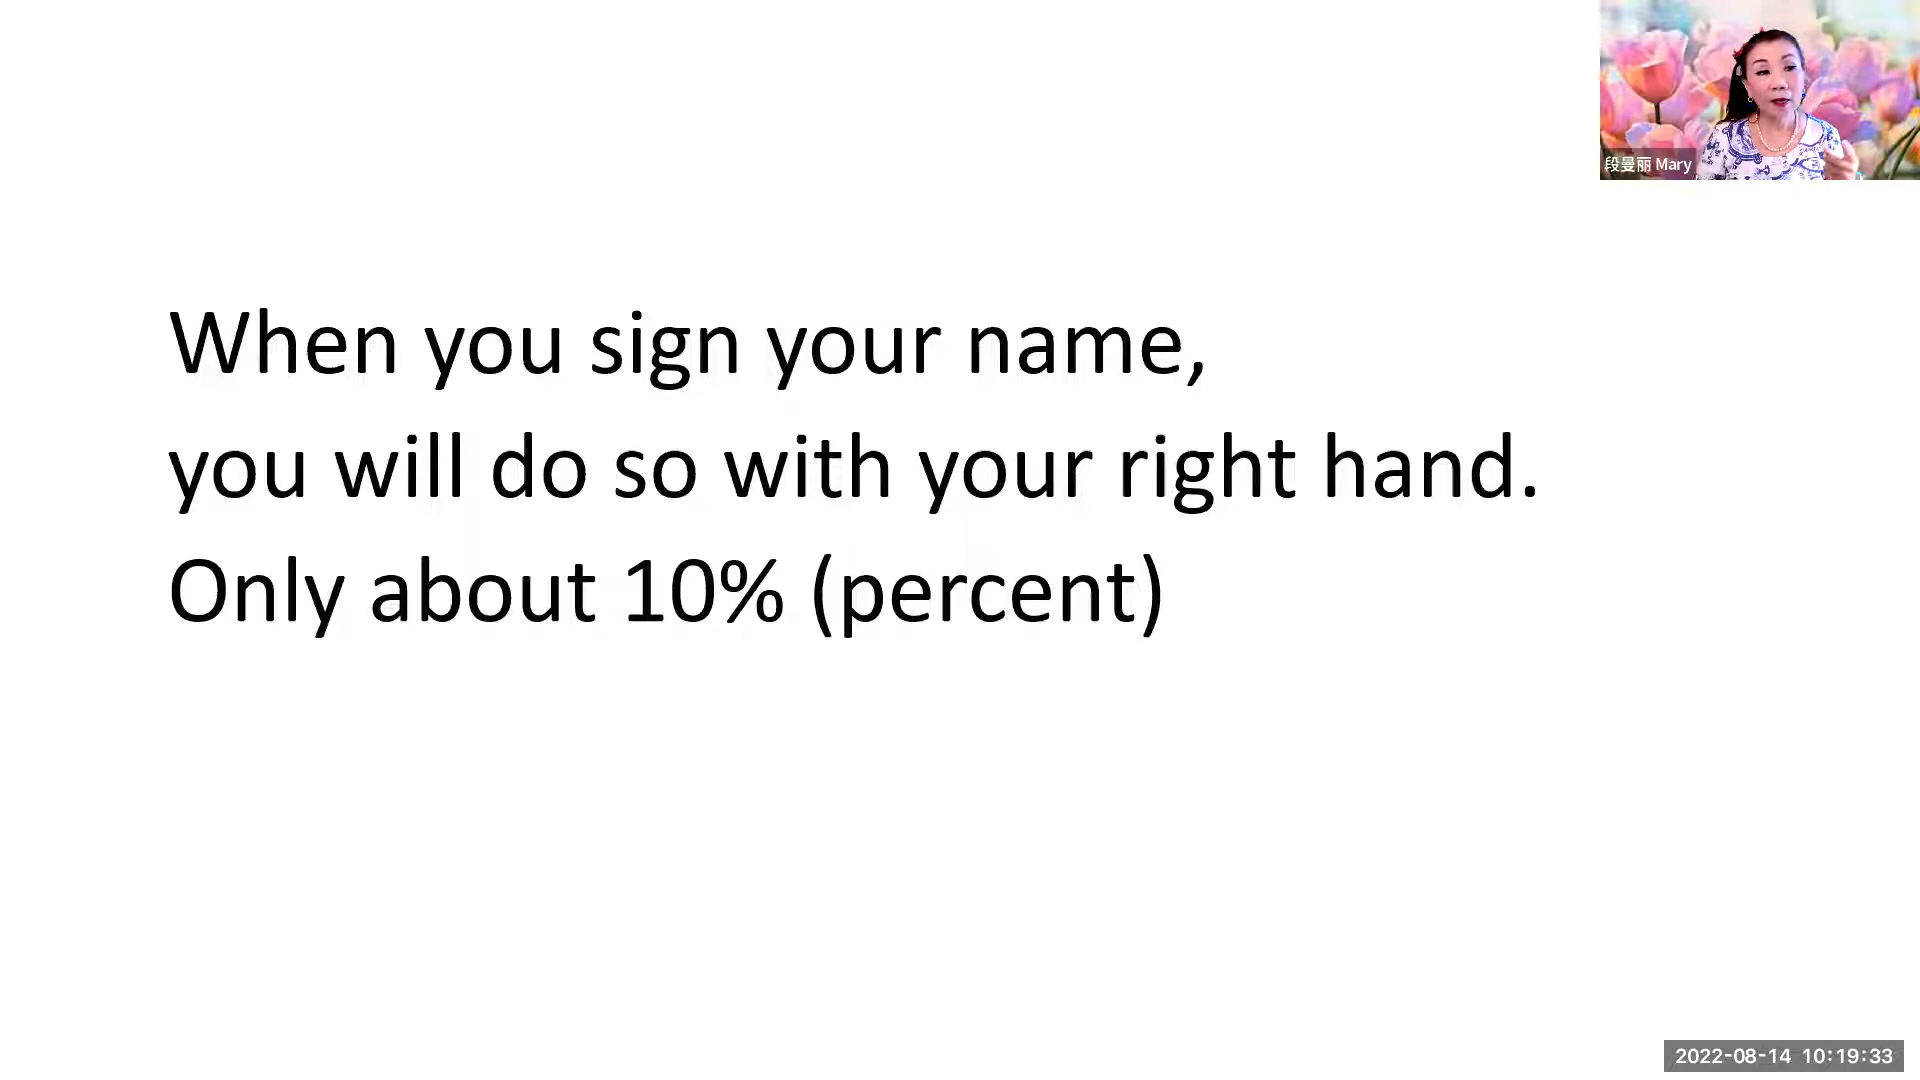 段曼丽 Mary
When you sign your name,
you will do so with your right hand.
Only about 10% (percent)
2022-08-14 10:19:33